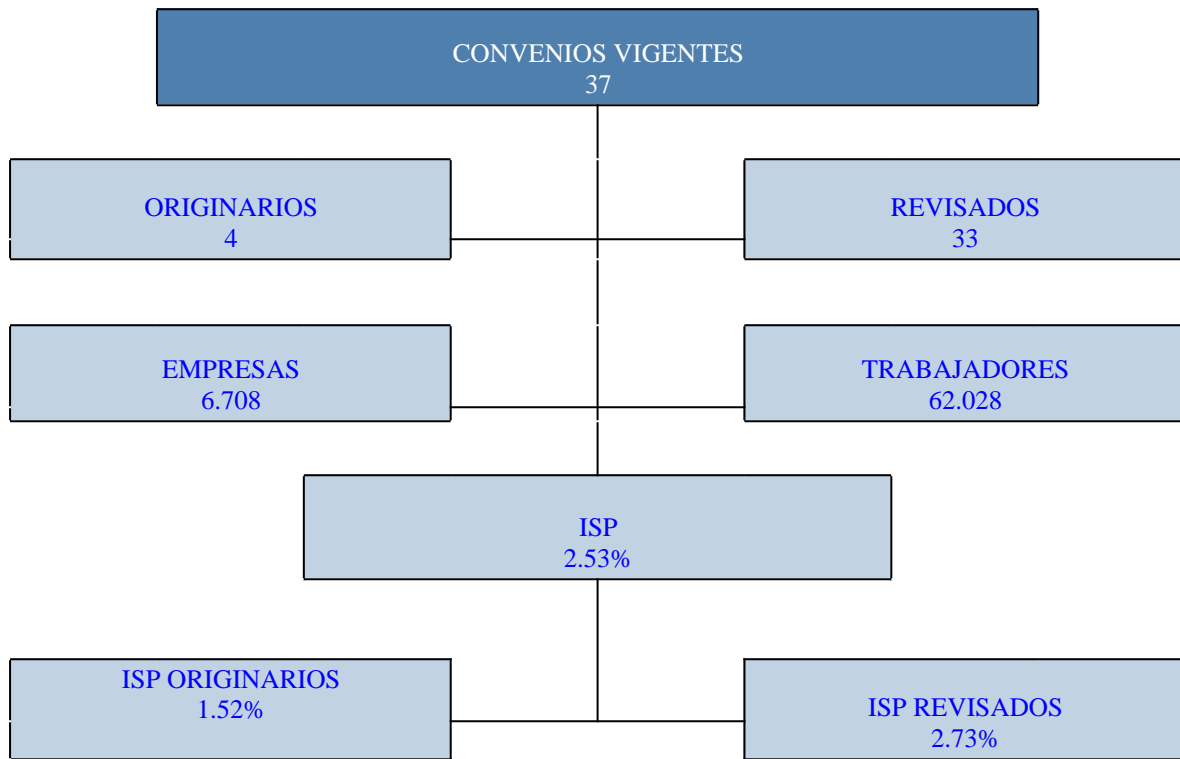 CONVENIOS VIGENTES
37
ORIGINARIOS
4
REVISADOS
33
EMPRESAS
6.708
TRABAJADORES
62.028
ISP
2.53%
ISP ORIGINARIOS
1.52%
ISP REVISADOS
2.73%